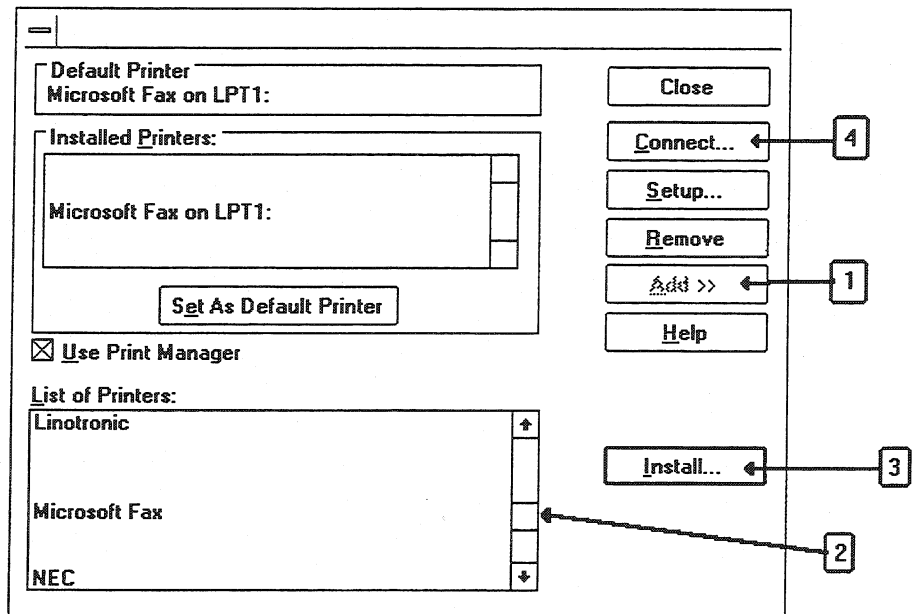 Default Printer
Microsoft Fax on LPT1:
Close
Installed Printers:
Connect...
4
Microsoft Fax on LPT1:
Setup...
Remove
Add >>
1
Set As Default Printer
Help
Use Print Manager
List of Printers:
Linotronic
Install...
3
Microsoft Fax
2
NEC